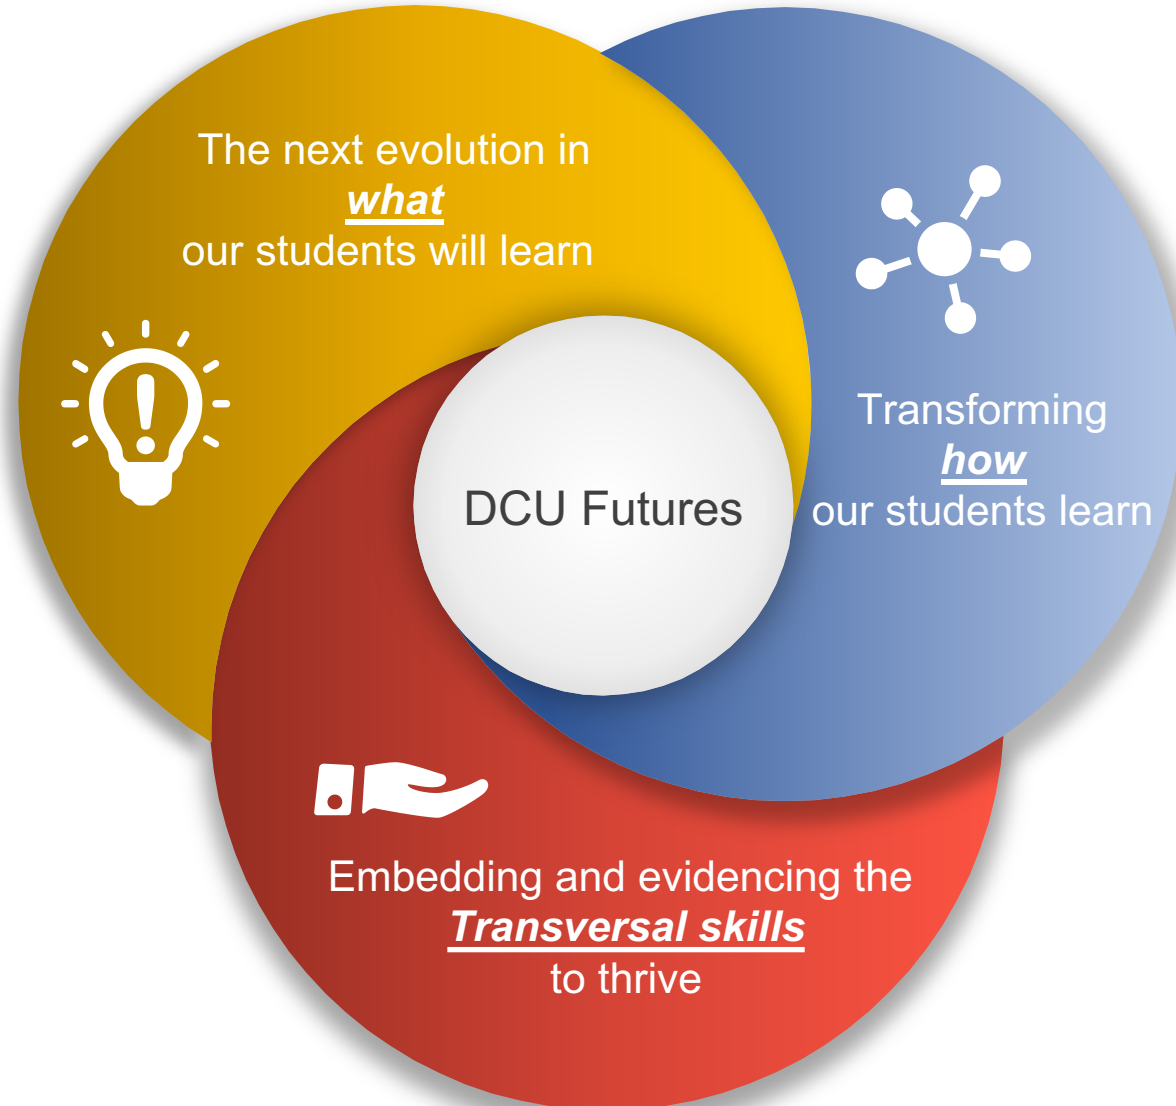 The next evolution in
what
our students will learn
Transforming
how
our students learn
DCU Futures
Embedding and evidencing the
Transversal skills
to thrive